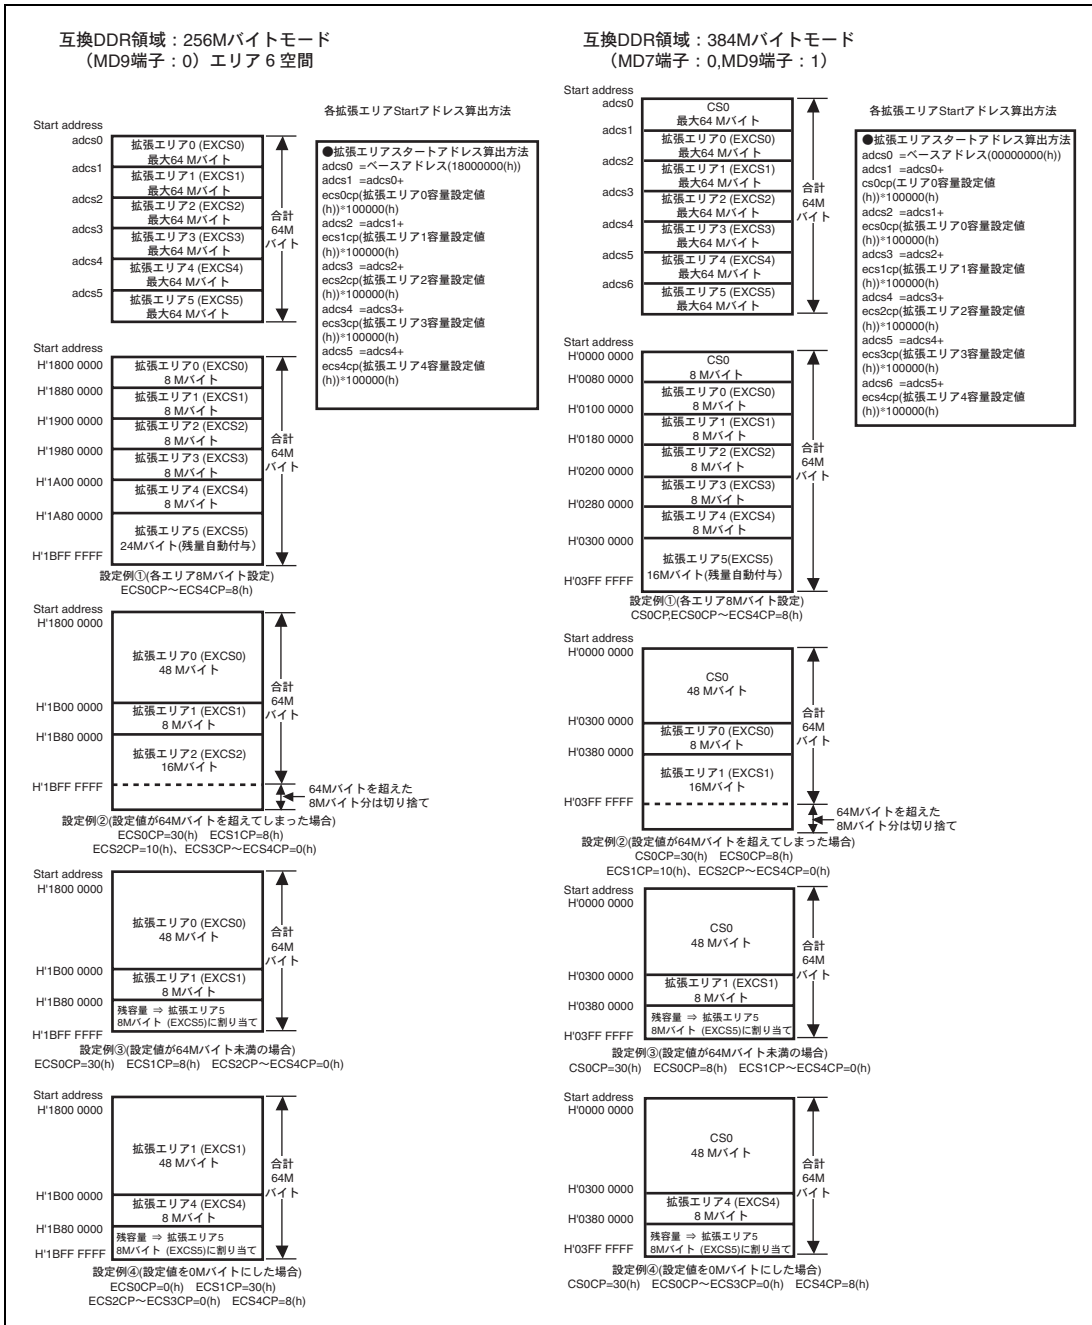 互換DDR領域：256Mバイトモード
（MD9端子：0）エリア 6 空間
各拡張エリアStartアドレス算出方法
Start address
adcs0
拡張エリア0 (EXCS0)
最大64 Mバイト
adcs1
拡張エリア1 (EXCS1)
最大64 Mバイト
adcs2
拡張エリア2 (EXCS2)
最大64 Mバイト
adcs3
拡張エリア3 (EXCS3)
最大64 Mバイト
adcs4
拡張エリア4 (EXCS4)
最大64 Mバイト
adcs5
拡張エリア5 (EXCS5)
最大64 Mバイト
合計
64M
バイト
●拡張エリアスタートアドレス算出方法
adcs0 =ベースアドレス(18000000(h))
adcs1 =adcs0+
ecs0cp(拡張エリア0容量設定値
(h))*100000(h)
adcs2 =adcs1+
ecs1cp(拡張エリア1容量設定値
(h))*100000(h)
adcs3 =adcs2+
ecs2cp(拡張エリア2容量設定値
(h))*100000(h)
adcs4 =adcs3+
ecs3cp(拡張エリア3容量設定値
(h))*100000(h)
adcs5 =adcs4+
ecs4cp(拡張エリア4容量設定値
(h))*100000(h)
Start address
H'1800 0000
拡張エリア0 (EXCS0)
8 Mバイト
H'1880 0000
拡張エリア1 (EXCS1)
8 Mバイト
H'1900 0000
拡張エリア2 (EXCS2)
8 Mバイト
H'1980 0000
拡張エリア3 (EXCS3)
8 Mバイト
H'1A00 0000
拡張エリア4 (EXCS4)
8 Mバイト
H'1A80 0000
拡張エリア5 (EXCS5)
24Mバイト(残量自動付与）
H'1BFF FFFF
合計
64M
バイト
設定例①(各エリア8Mバイト設定)
ECS0CP～ECS4CP=8(h)
Start address
H'1800 0000
拡張エリア0 (EXCS0)
48 Mバイト
H'1B00 0000
拡張エリア1 (EXCS1)
8 Mバイト
H'1B80 0000
拡張エリア2 (EXCS2)
16Mバイト
H'1BFF FFFF
合計
64M
バイト
64Mバイトを超えた
8Mバイト分は切り捨て
設定例②(設定値が64Mバイトを超えてしまった場合)
ECS0CP=30(h) ECS1CP=8(h)
ECS2CP=10(h)、ECS3CP～ECS4CP=0(h)
Start address
H'1800 0000
拡張エリア0 (EXCS0)
48 Mバイト
H'1B00 0000
拡張エリア1 (EXCS1)
8 Mバイト
H'1B80 0000
残容量 ⇒ 拡張エリア5
8Mバイト (EXCS5)に割り当て
H'1BFF FFFF
合計
64M
バイト
設定例③(設定値が64Mバイト未満の場合)
ECS0CP=30(h) ECS1CP=8(h) ECS2CP～ECS4CP=0(h)
Start address
H'1800 0000
拡張エリア1 (EXCS1)
48 Mバイト
H'1B00 0000
拡張エリア4 (EXCS4)
8 Mバイト
H'1B80 0000
残容量 ⇒ 拡張エリア5
8Mバイト (EXCS5)に割り当て
H'1BFF FFFF
合計
64M
バイト
設定例④(設定値を0Mバイトにした場合)
ECS0CP=0(h) ECS1CP=30(h)
ECS2CP～ECS3CP=0(h) ECS4CP=8(h)
互換DDR領域：384Mバイトモード
（MD7端子：0,MD9端子：1）
各拡張エリアStartアドレス算出方法
Start address
adcs0
CS0
最大64 Mバイト
adcs1
拡張エリア0 (EXCS0)
最大64 Mバイト
adcs2
拡張エリア1 (EXCS1)
最大64 Mバイト
adcs3
拡張エリア2 (EXCS2)
最大64 Mバイト
adcs4
拡張エリア3 (EXCS3)
最大64 Mバイト
adcs5
拡張エリア4 (EXCS4)
最大64 Mバイト
adcs6
拡張エリア5 (EXCS5)
最大64 Mバイト
合計
64M
バイト
●拡張エリアスタートアドレス算出方法
adcs0 =ベースアドレス(00000000(h))
adcs1 =adcs0+
cs0cp(エリア0容量設定値
(h))*100000(h)
adcs2 =adcs1+
ecs0cp(拡張エリア0容量設定値
(h))*100000(h)
adcs3 =adcs2+
ecs1cp(拡張エリア1容量設定値
(h))*100000(h)
adcs4 =adcs3+
ecs2cp(拡張エリア2容量設定値
(h))*100000(h)
adcs5 =adcs4+
ecs3cp(拡張エリア3容量設定値
(h))*100000(h)
adcs6 =adcs5+
ecs4cp(拡張エリア4容量設定値
(h))*100000(h)
Start address
H'0000 0000
CS0
8 Mバイト
H'0080 0000
拡張エリア0 (EXCS0)
8 Mバイト
H'0100 0000
拡張エリア1 (EXCS1)
8 Mバイト
H'0180 0000
拡張エリア2 (EXCS2)
8 Mバイト
H'0200 0000
拡張エリア3 (EXCS3)
8 Mバイト
H'0280 0000
拡張エリア4 (EXCS4)
8 Mバイト
H'0300 0000
拡張エリア5(EXCS5)
16Mバイト(残量自動付与）
H'03FF FFFF
合計
64M
バイト
設定例①(各エリア8Mバイト設定)
CS0CP,ECS0CP～ECS4CP=8(h)
Start address
H'0000 0000
CS0
48 Mバイト
H'0300 0000
拡張エリア0 (EXCS0)
8 Mバイト
H'0380 0000
拡張エリア1 (EXCS1)
16Mバイト
H'03FF FFFF
合計
64M
バイト
64Mバイトを超えた
8Mバイト分は切り捨て
設定例②(設定値が64Mバイトを超えてしまった場合)
CS0CP=30(h) ECS0CP=8(h)
ECS1CP=10(h)、ECS2CP～ECS4CP=0(h)
Start address
H'0000 0000
CS0
48 Mバイト
H'0300 0000
拡張エリア1 (EXCS1)
8 Mバイト
H'0380 0000
残容量 ⇒ 拡張エリア5
8Mバイト (EXCS5)に割り当て
H'03FF FFFF
合計
64M
バイト
設定例③(設定値が64Mバイト未満の場合)
CS0CP=30(h) ECS0CP=8(h) ECS1CP～ECS4CP=0(h)
Start address
H'0000 0000
CS0
48 Mバイト
H'0300 0000
拡張エリア4 (EXCS4)
8 Mバイト
H'0380 0000
残容量 ⇒ 拡張エリア5
8Mバイト (EXCS5)に割り当て
H'03FF FFFF
合計
64M
バイト
設定例④(設定値を0Mバイトにした場合)
CS0CP=30(h) ECS0CP～ECS3CP=0(h) ECS4CP=8(h)